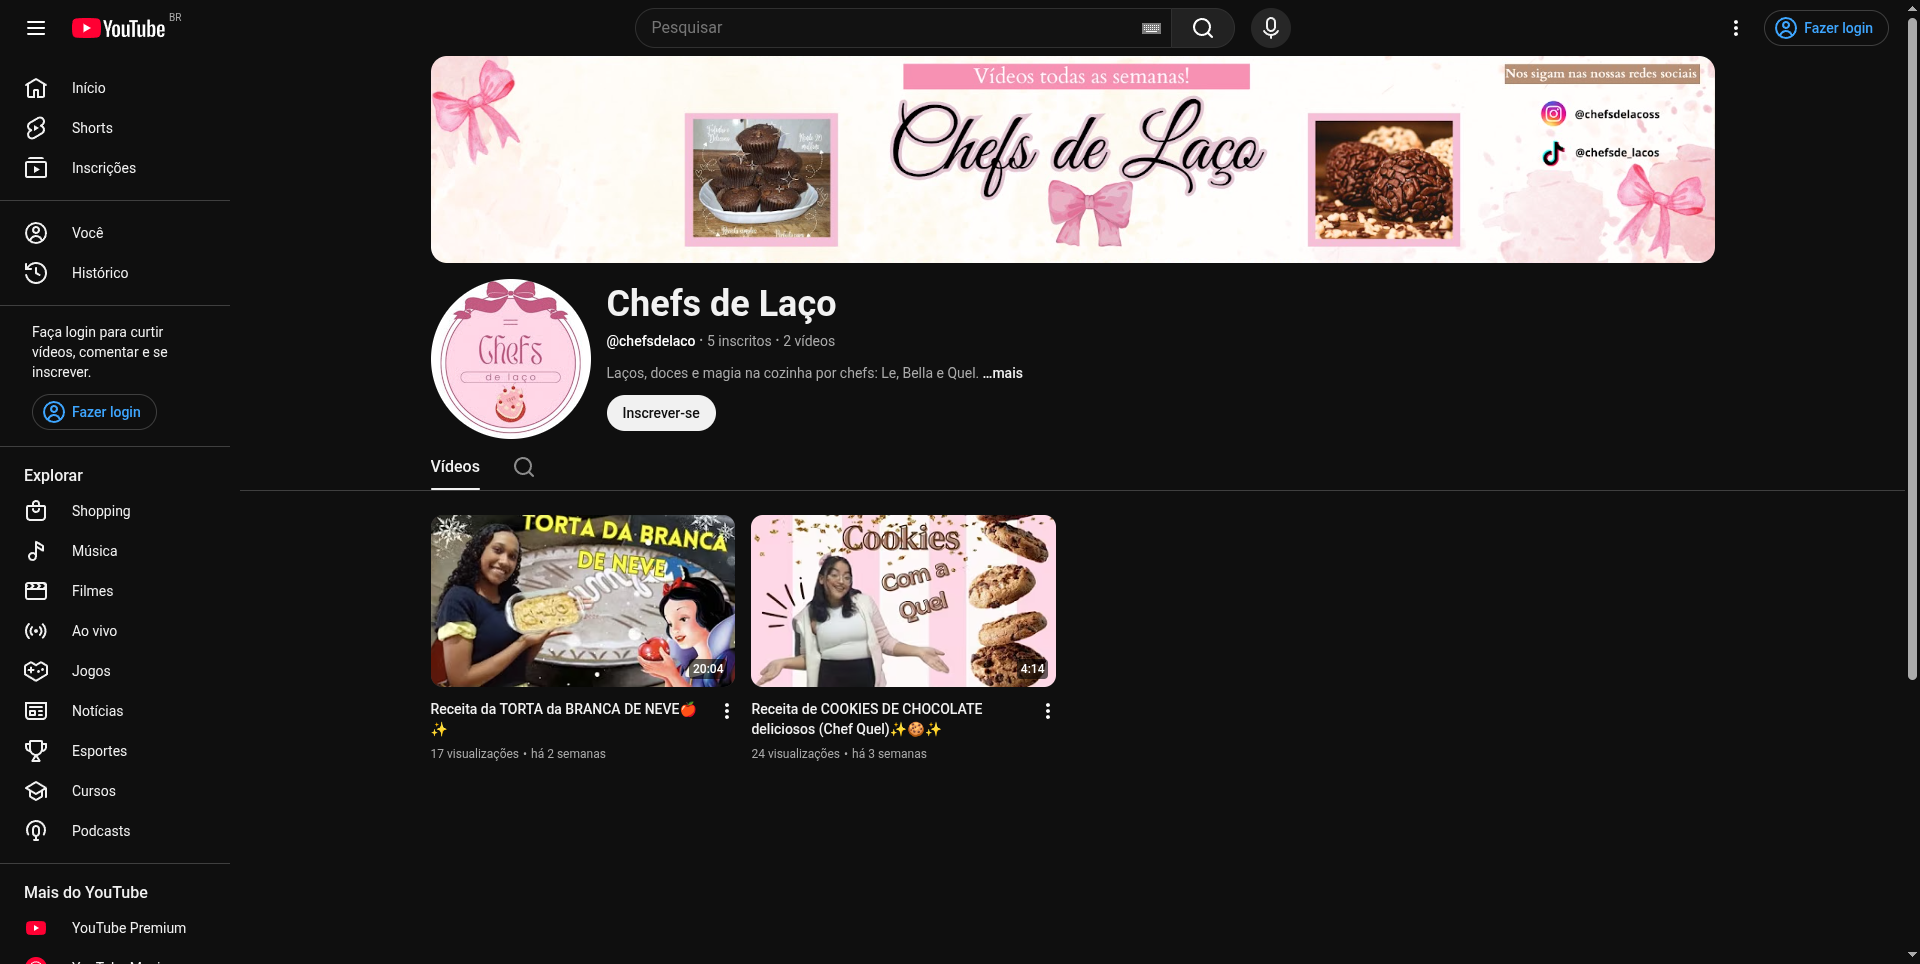 YouTube BR
Pesquisar
Fazer login
Início
Shorts
Inscrições
Você
Histórico
Faça login para curtir
vídeos, comentar e se
inscrever.
Fazer login
Explorar
Shopping
Música
Filmes
Ao vivo
Jogos
Notícias
Esportes
Cursos
Podcasts
Mais do YouTube
YouTube Premium
Vídeos todas as semanas!
Chefs de Laço
Nos sigam nas nossas redes sociais
@chefsdelacoss
@chefsde_lacos
Chefs
de laço
Chefs de Laço
@chefsdelaco • 5 inscritos • 2 vídeos
Laços, doces e magia na cozinha por chefs: Le, Bella e Quel. ...mais
Inscrever-se
Vídeos
TORTA DA BRANCA
DE NEVE
20:04
Receita da TORTA da BRANCA DE NEVE🍎
✨
17 visualizações • há 2 semanas
Cookies
Com a
Quel
4:14
Receita de COOKIES DE CHOCOLATE
deliciosos (Chef Quel)✨🍪✨
24 visualizações • há 3 semanas